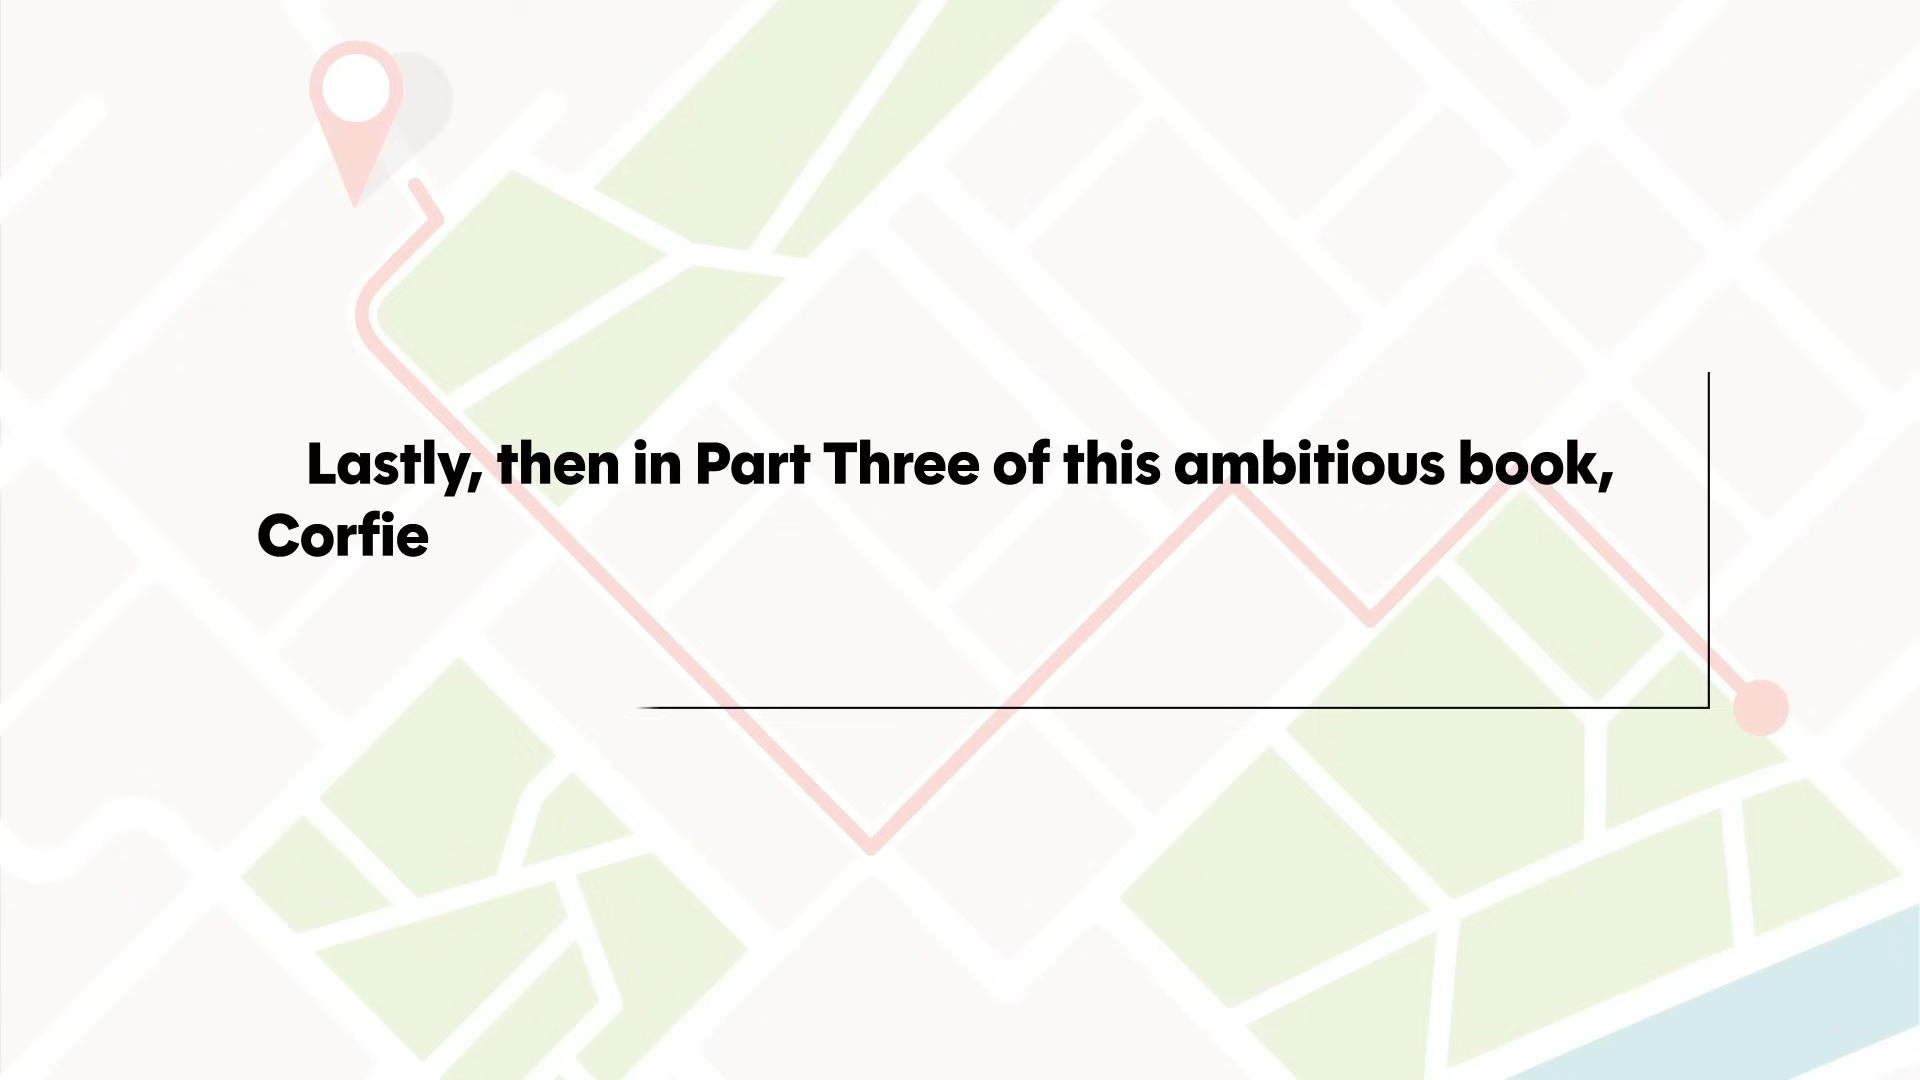 Lastly, then in Part Three of this ambitious book,
Corfie